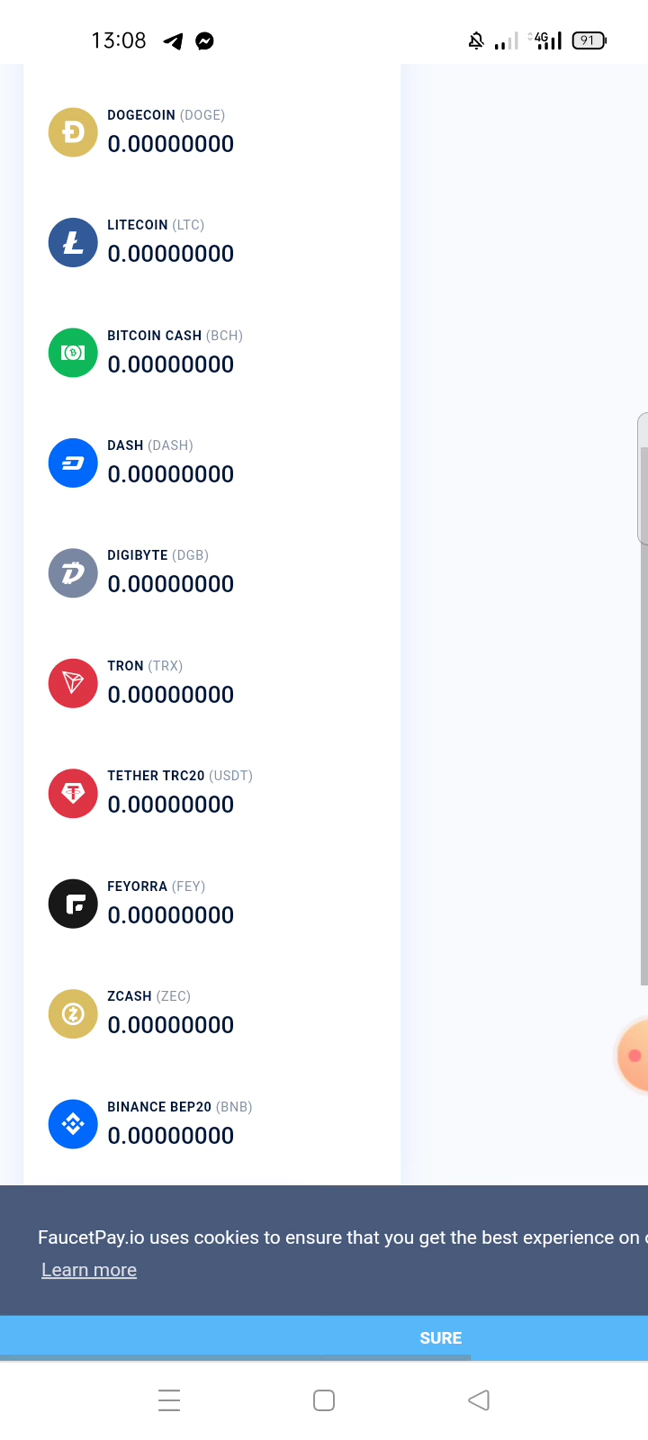 13:08
4G
91
DOGECOIN (DOGE)
0.00000000
LITECOIN (LTC)
0.00000000
BITCOIN CASH (BCH)
0.00000000
DASH (DASH)
0.00000000
DIGIBYTE (DGB)
0.00000000
TRON (TRX)
0.00000000
TETHER TRC20 (USDT)
0.00000000
FEYORRA (FEY)
0.00000000
ZCASH (ZEC)
0.00000000
BINANCE BEP20 (BNB)
0.00000000
FaucetPay.io uses cookies to ensure that you get the best experience on
Learn more
SURE